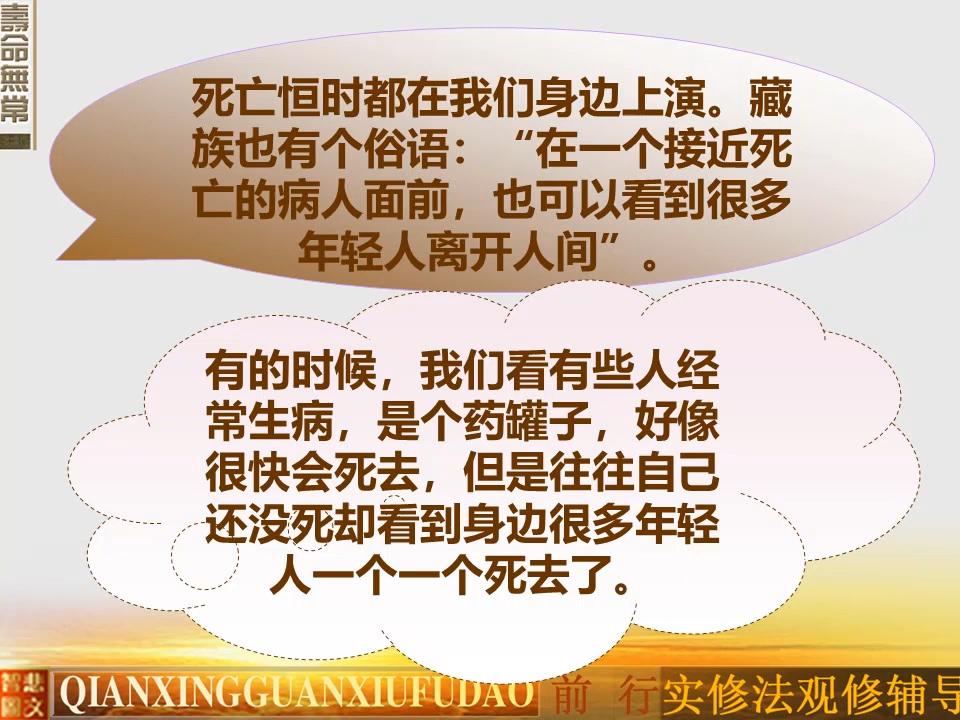 壽命無常
死亡恒时都在我们身边上演。藏
族也有个俗语：“在一个接近死
亡的病人面前，也可以看到很多
年轻人离开人间”。
有的时候，我们看有些人经
常生病，是个药罐子，好像
很快会死去，但是往往自己
还没死却看到身边很多年轻
人一个一个死去了。
QIANXINGGUANXIUFUDAO 前 行实修法观修辅导